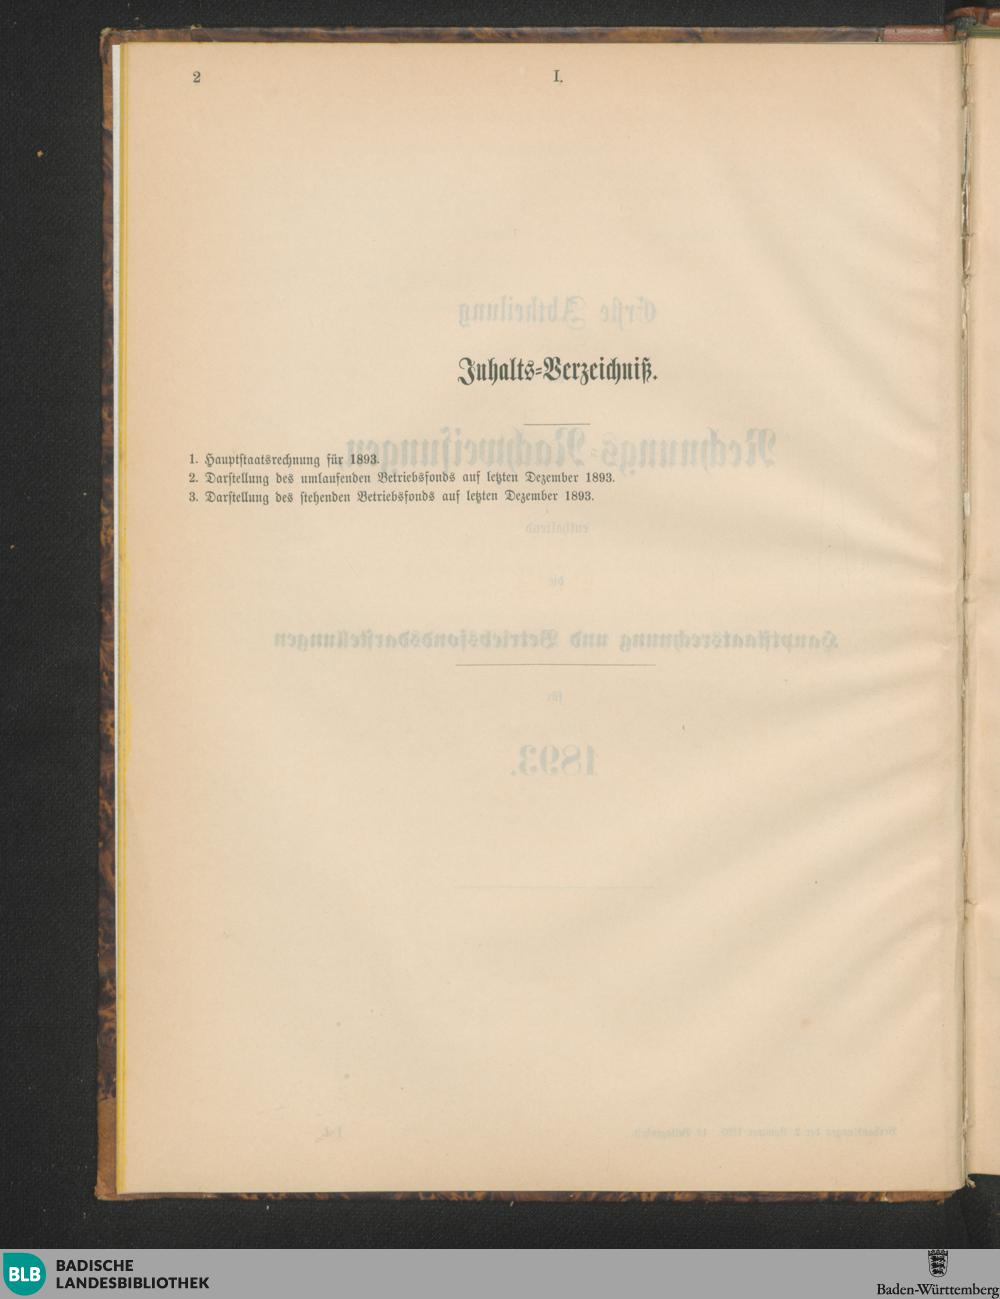 2
I.
Inhalts-Verzeichniß.
1. Hauptstaatsrechnung für 1893.
2. Darstellung des umlaufenden Betriebsfonds auf letzten Dezember 1893.
3. Darstellung des stehenden Betriebsfonds auf letzten Dezember 1893.
BLB
BADISCHE
LANDESBIBLIOTHEK
Baden-Württemberg